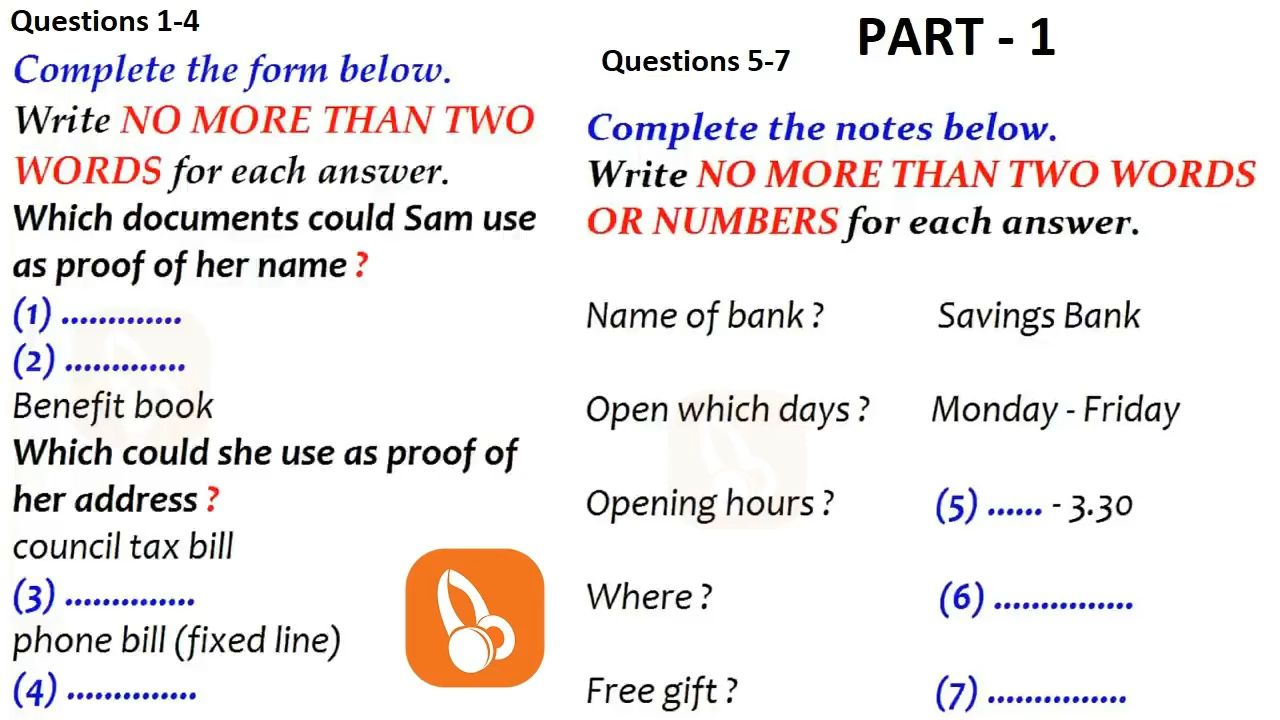 Questions 1-4
Complete the form below.
Write NO MORE THAN TWO
WORDS for each answer.
Which documents could Sam use
as proof of her name ?
(1) .............
(2) .............
Benefit book
Which could she use as proof of
her address ?
council tax bill
(3) ..............
phone bill (fixed line)
(4) ..............
PART - 1
Questions 5-7
Complete the notes below.
Write NO MORE THAN TWO WORDS
OR NUMBERS for each answer.
Name of bank ? Savings Bank
Open which days ? Monday - Friday
Opening hours ? (5) ...... - 3.30
Where ? (6) ...............
Free gift ? (7) ...............